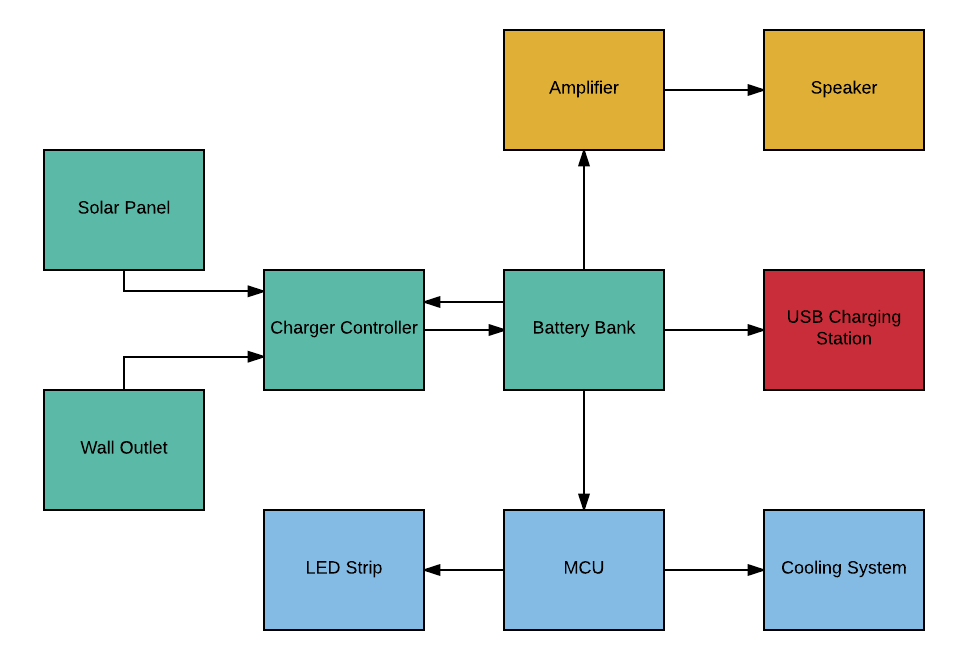 Amplifier
Speaker
Solar Panel
Charger Controller
Battery Bank
USB Charging
Station
Wall Outlet
LED Strip
MCU
Cooling System